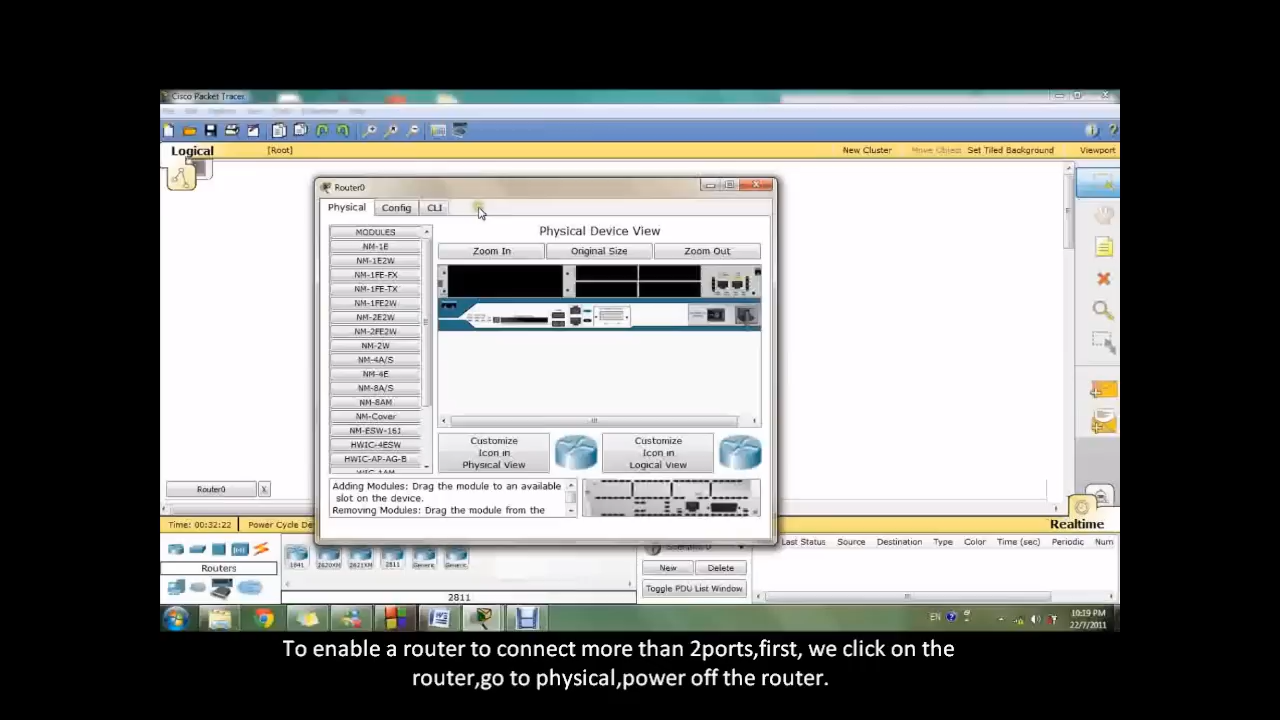 Cisco Packet Tracer
Logical
[Root]
New Cluster
Move Object
Set Tiled Background
Viewport
Router0
Physical
Config
CLI
MODULES
NM-1E
NM-1E2W
NM-1FE-FX
NM-1FE-TX
NM-1FE2W
NM-2E2W
NM-2FE2W
NM-2W
NM-4A/S
NM-4E
NM-8A/S
NM-8AM
NM-Cover
NM-ESW-161
HWIC-4ESW
HWIC-AP-AG-B
WIC-1AM
Physical Device View
Zoom In
Original Size
Zoom Out
Customize
Icon in
Physical View
Customize
Icon in
Logical View
Adding Modules: Drag the module to an available
slot on the device.
Removing Modules: Drag the module from the
Router0
X
Time: 00:32:22
Power Cycle De
Realtime
Routers
1841
2620XM
2621XM
2811
Generic
Generic
2811
New
Delete
Toggle PDU List Window
Last Status
Source
Destination
Type
Color
Time (sec)
Periodic
Num
EN
10:19 PM
22/7/2011
To enable a router to connect more than 2ports,first, we click on the
router,go to physical,power off the router.